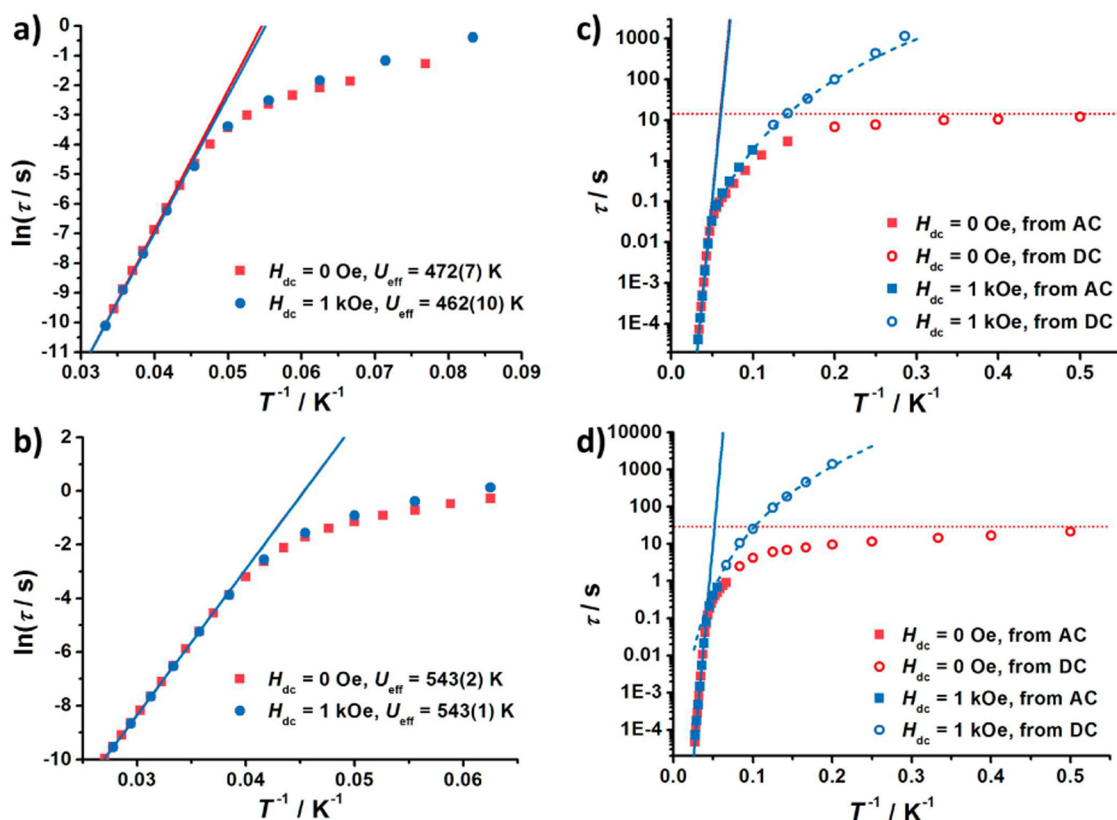 a)
ln(τ / s)
0
-1
-2
-3
-4
-5
-6
-7
-8
-9
-10
-11
H_dc = 0 Oe, U_eff = 472(7) K
H_dc = 1 kOe, U_eff = 462(10) K
0.03 0.04 0.05 0.06 0.07 0.08 0.09
T⁻¹ / K⁻¹
c)
τ / s
1000
100
10
1
0.1
0.01
1E-3
1E-4
H_dc = 0 Oe, from AC
H_dc = 0 Oe, from DC
H_dc = 1 kOe, from AC
H_dc = 1 kOe, from DC
0.0 0.1 0.2 0.3 0.4 0.5
T⁻¹ / K⁻¹
b)
ln(τ / s)
2
0
-2
-4
-6
-8
-10
H_dc = 0 Oe, U_eff = 543(2) K
H_dc = 1 kOe, U_eff = 543(1) K
0.03 0.04 0.05 0.06
T⁻¹ / K⁻¹
d)
τ / s
10000
1000
100
10
1
0.1
0.01
1E-3
1E-4
H_dc = 0 Oe, from AC
H_dc = 0 Oe, from DC
H_dc = 1 kOe, from AC
H_dc = 1 kOe, from DC
0.0 0.1 0.2 0.3 0.4 0.5
T⁻¹ / K⁻¹